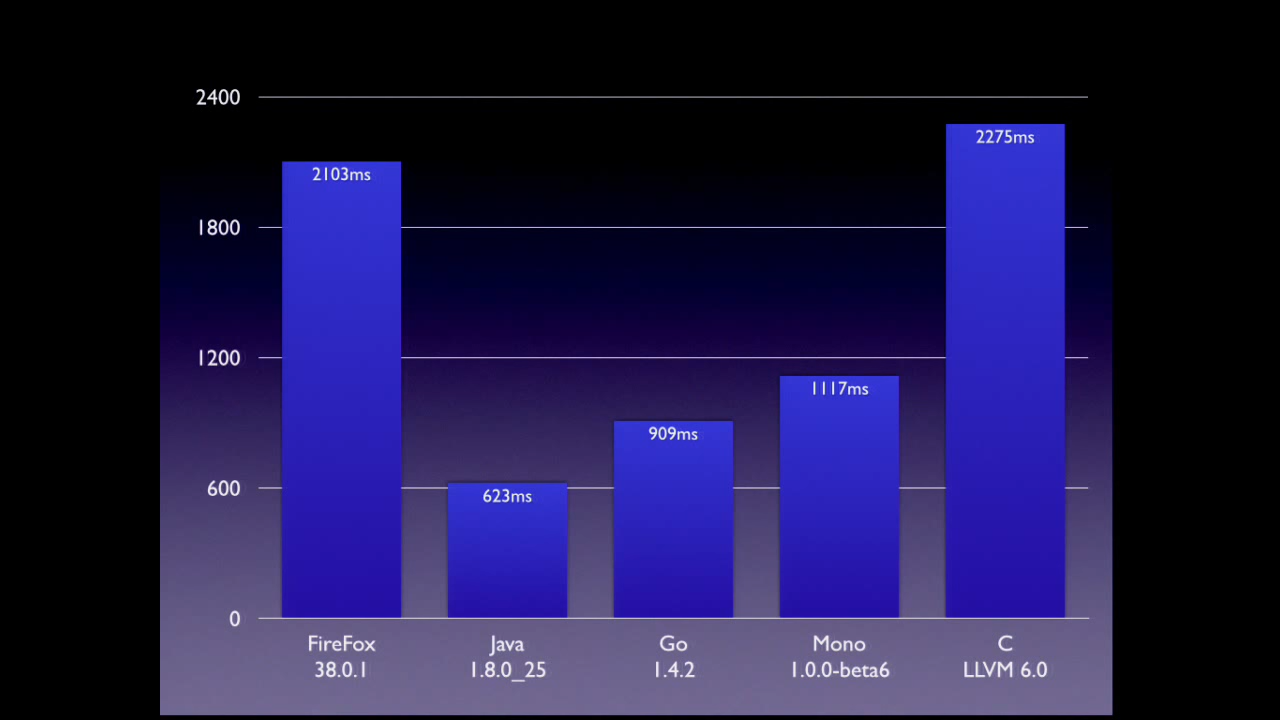 2400
1800
1200
600
0
2103ms
623ms
909ms
1117ms
2275ms
FireFox
38.0.1
Java
1.8.0_25
Go
1.4.2
Mono
1.0.0-beta6
C
LLVM 6.0